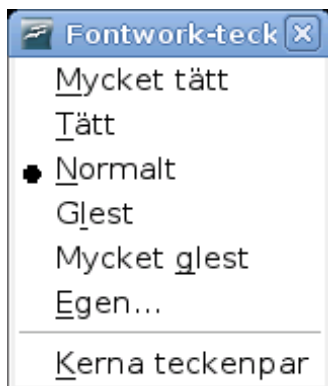 Fontwork-teck
Mycket tätt
Tätt
Normalt
Glest
Mycket glest
Egen...
Kerna teckenpar